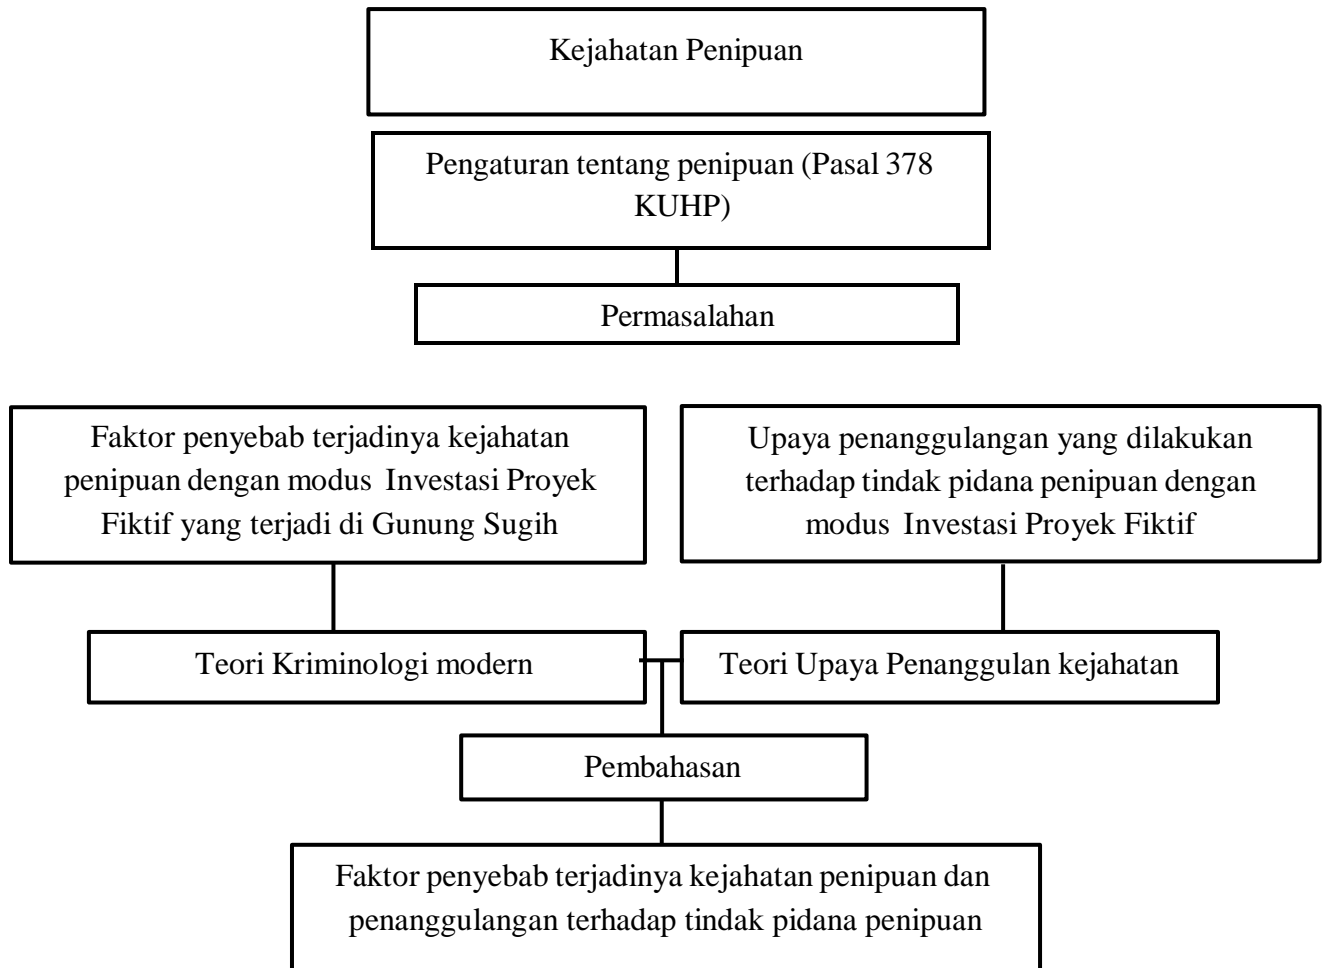 Kejahatan Penipuan
Pengaturan tentang penipuan (Pasal 378
KUHP)
Permasalahan
Faktor penyebab terjadinya kejahatan
penipuan dengan modus Investasi Proyek
Fiktif yang terjadi di Gunung Sugih
Upaya penanggulangan yang dilakukan
terhadap tindak pidana penipuan dengan
modus Investasi Proyek Fiktif
Teori Kriminologi modern
Teori Upaya Penanggulan kejahatan
Pembahasan
Faktor penyebab terjadinya kejahatan penipuan dan
penanggulangan terhadap tindak pidana penipuan